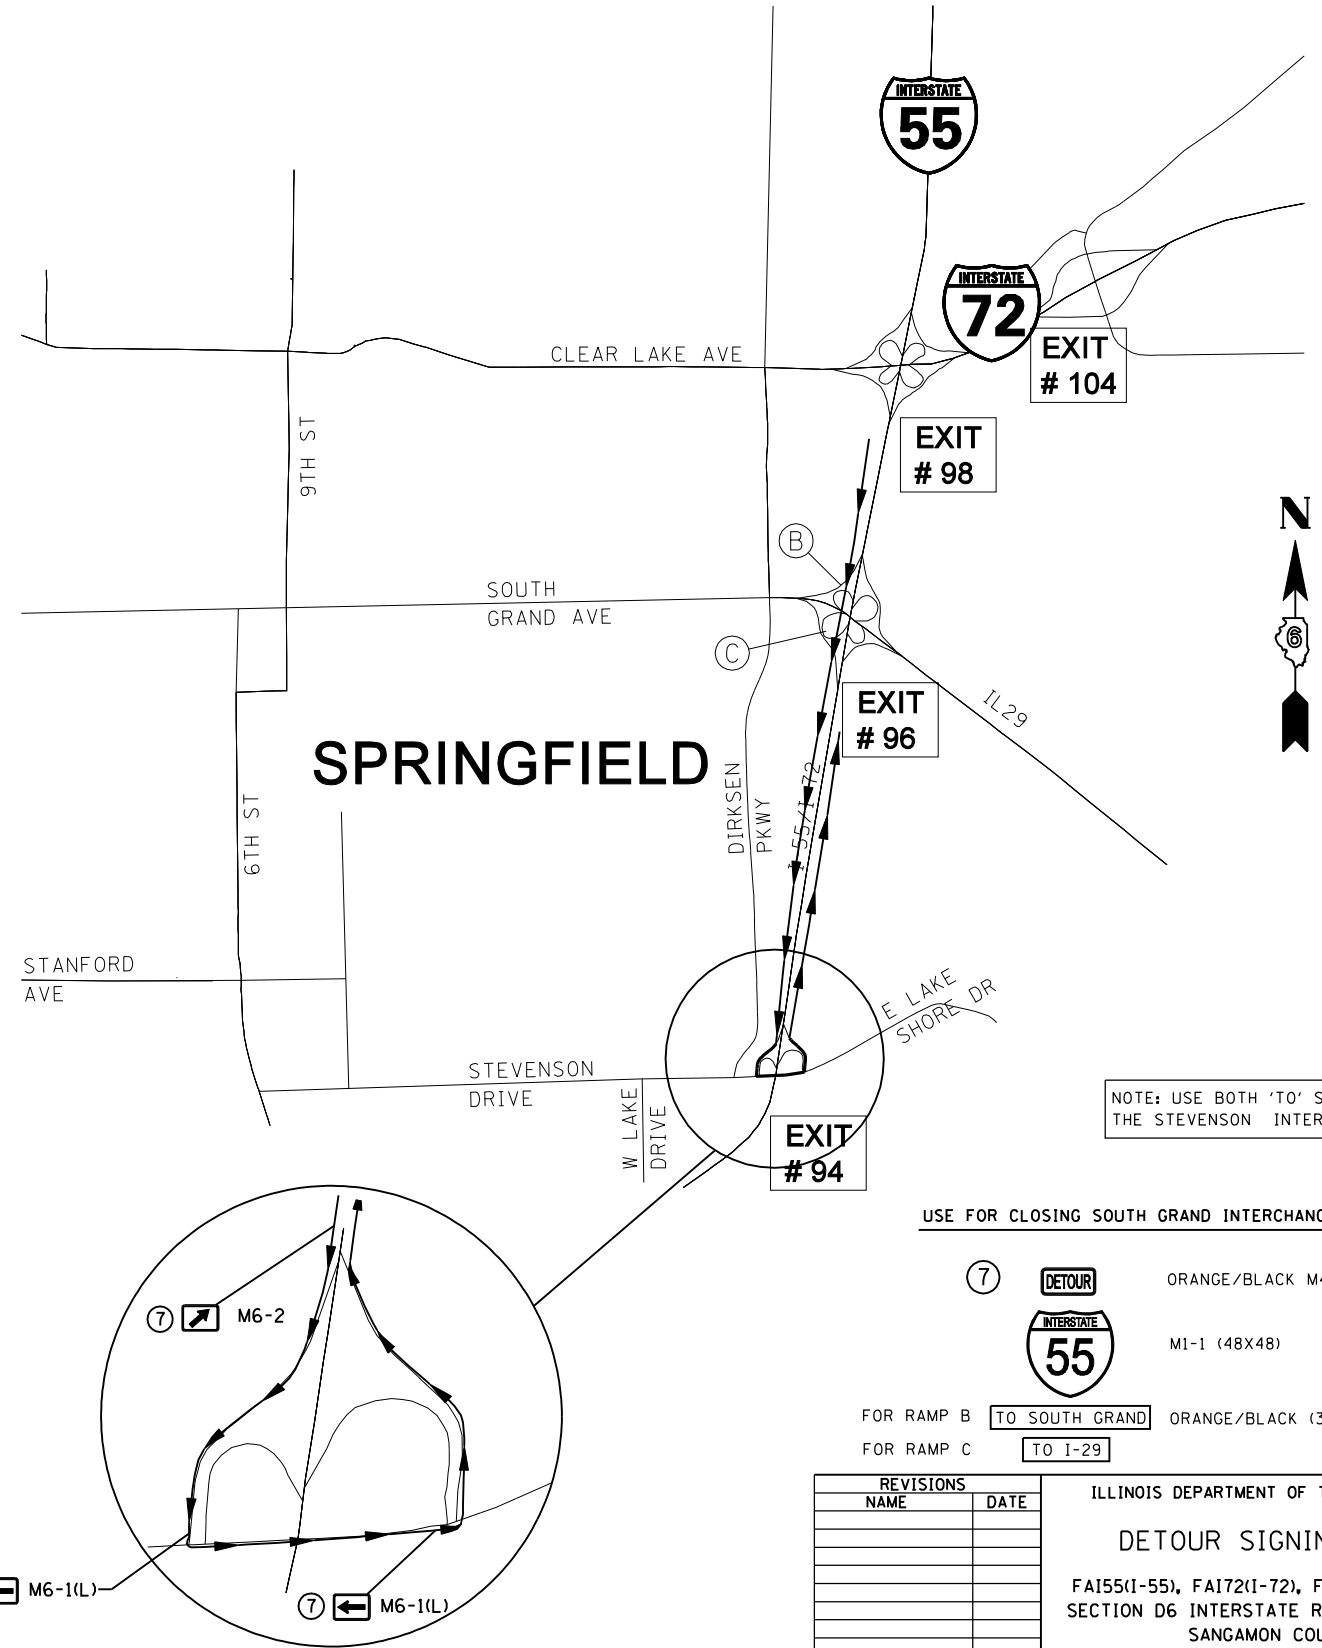 INTERSTATE
55
INTERSTATE
72
EXIT
# 104
CLEAR LAKE AVE
9TH ST
EXIT
# 98
N
B
SOUTH
GRAND AVE
6
C
EXIT
# 96
IL29
SPRINGFIELD
DIRKSEN
PKWY
I-55/I-72
6TH ST
STANFORD
AVE
E LAKE
SHORE DR
STEVENSON
DRIVE
W LAKE
DRIVE
EXIT
# 94
NOTE: USE BOTH 'TO' S
THE STEVENSON INTER
USE FOR CLOSING SOUTH GRAND INTERCHANG
7
DETOUR
ORANGE/BLACK M4
7
M6-2
INTERSTATE
55
M1-1 (48X48)
FOR RAMP B
TO SOUTH GRAND
ORANGE/BLACK (3
FOR RAMP C
TO I-29
M6-1(L)
7
M6-1(L)
REVISIONS
NAME
DATE
ILLINOIS DEPARTMENT OF T
DETOUR SIGNIN
FAI55(I-55), FAI72(I-72), F
SECTION D6 INTERSTATE R
SANGAMON COU